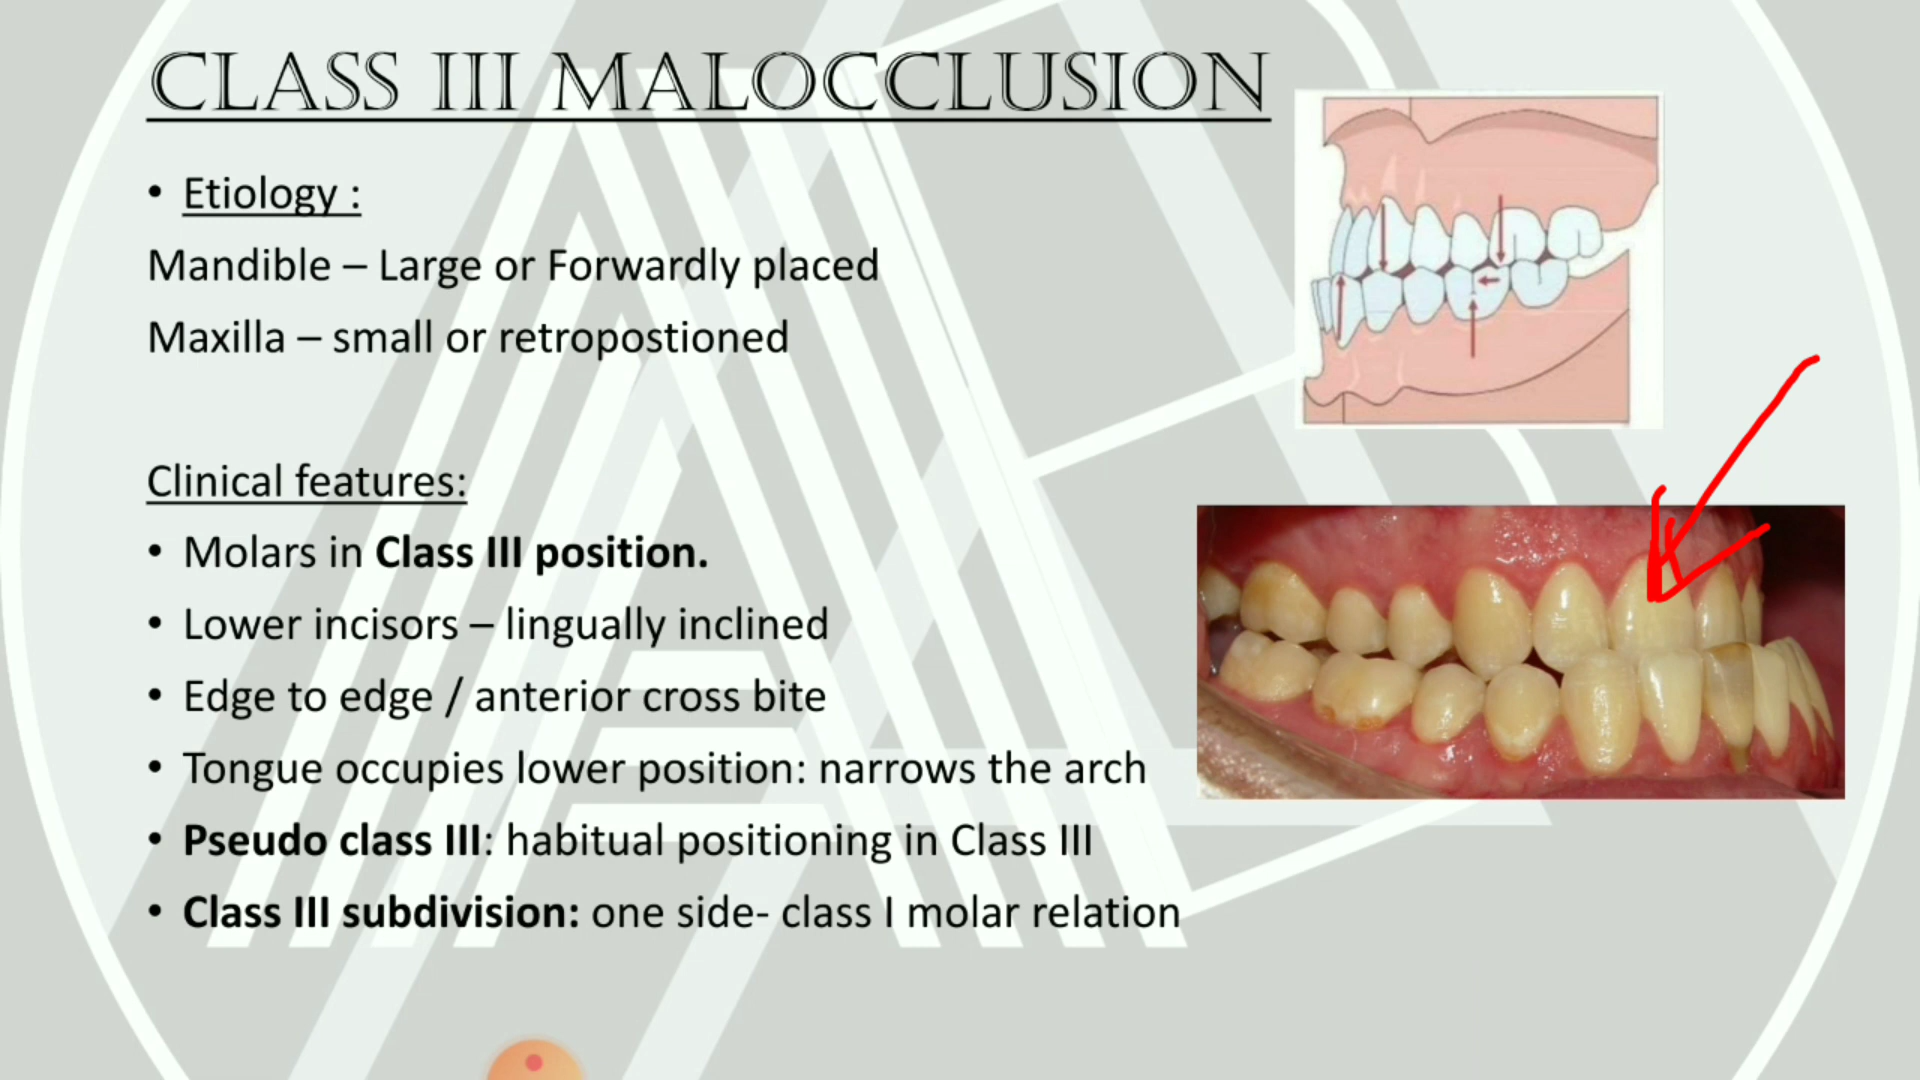 CLASS III MALOCCLUSION
• Etiology :
Mandible – Large or Forwardly placed
Maxilla – small or retropostioned
Clinical features:
• Molars in Class III position.
• Lower incisors – lingually inclined
• Edge to edge / anterior cross bite
• Tongue occupies lower position: narrows the arch
• Pseudo class III: habitual positioning in Class III
• Class III subdivision: one side- class I molar relation